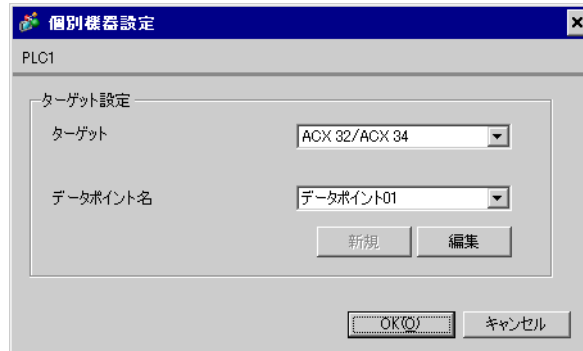 個別機器設定
PLC1
ターゲット設定
ターゲット ACX 32/ACX 34
データポイント名 データポイント01
新規 編集
OK(O) キャンセル